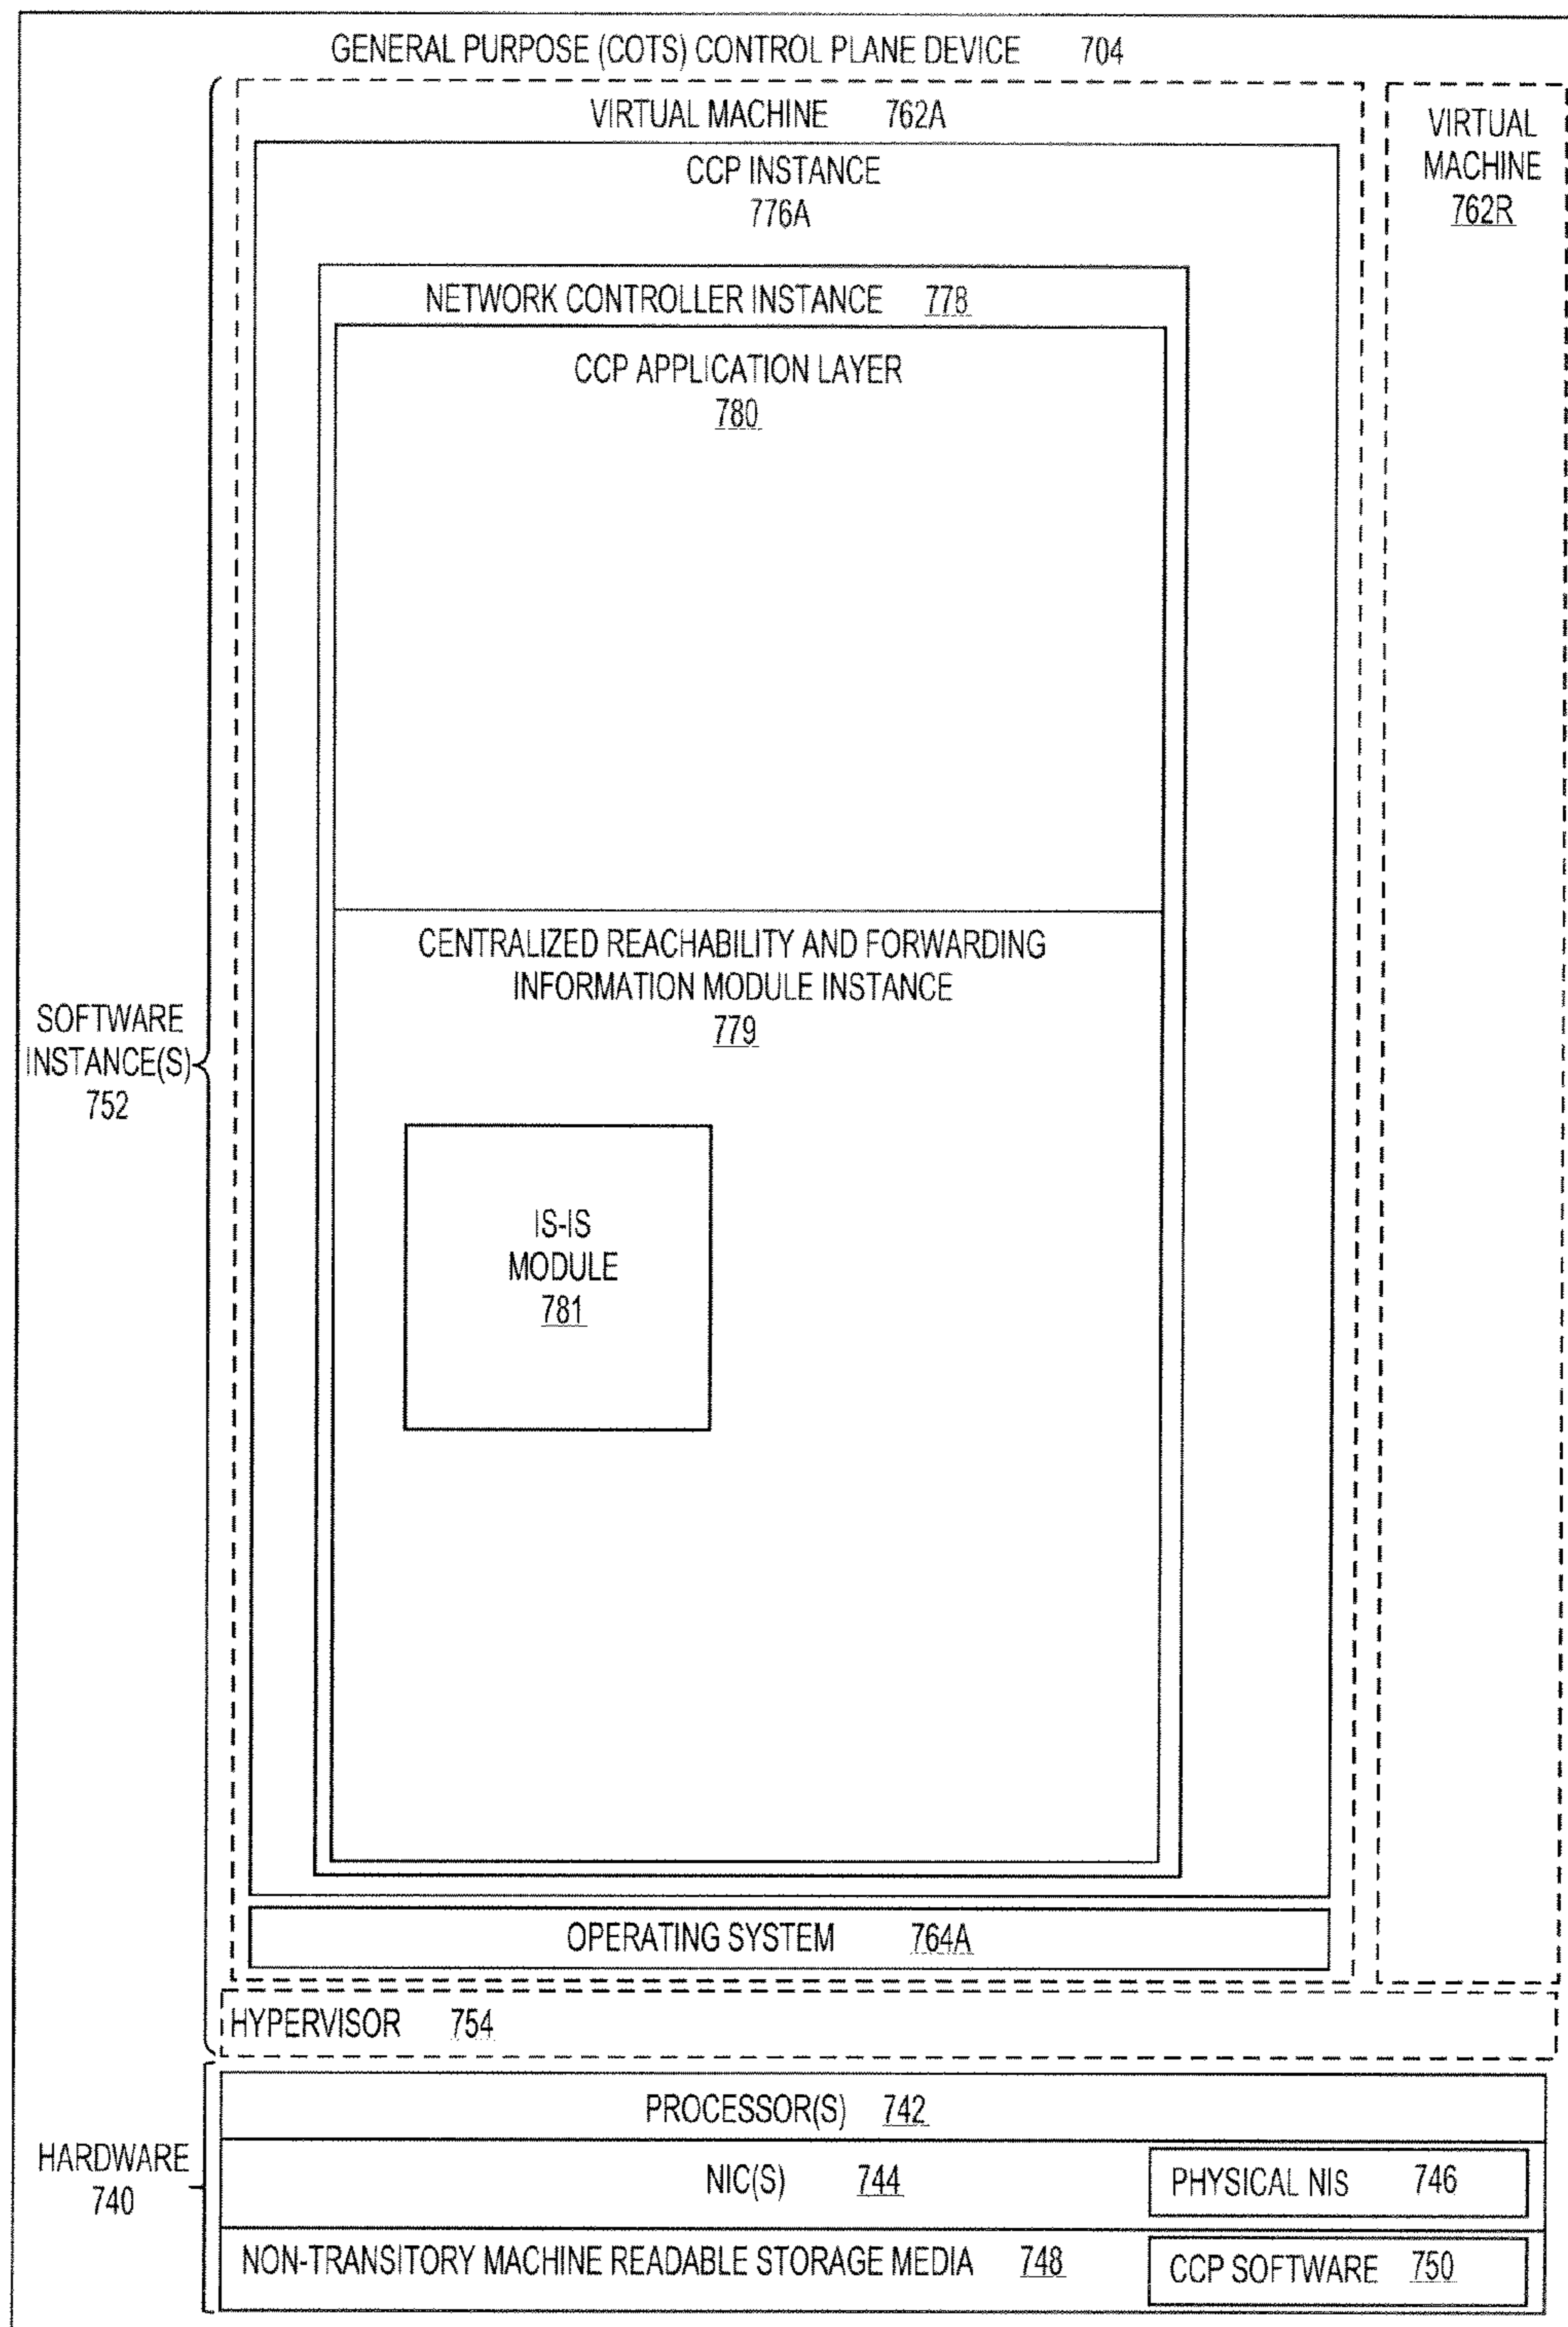 GENERAL PURPOSE (COTS) CONTROL PLANE DEVICE 704
VIRTUAL MACHINE 762A
VIRTUAL
MACHINE
762R
CCP INSTANCE
776A
NETWORK CONTROLLER INSTANCE 778
CCP APPLICATION LAYER
780
CENTRALIZED REACHABILITY AND FORWARDING
INFORMATION MODULE INSTANCE
779
SOFTWARE
INSTANCE(S)
752
IS-IS
MODULE
781
OPERATING SYSTEM 764A
HYPERVISOR 754
PROCESSOR(S) 742
HARDWARE
740
NIC(S) 744
PHYSICAL NIS 746
NON-TRANSITORY MACHINE READABLE STORAGE MEDIA 748
CCP SOFTWARE 750